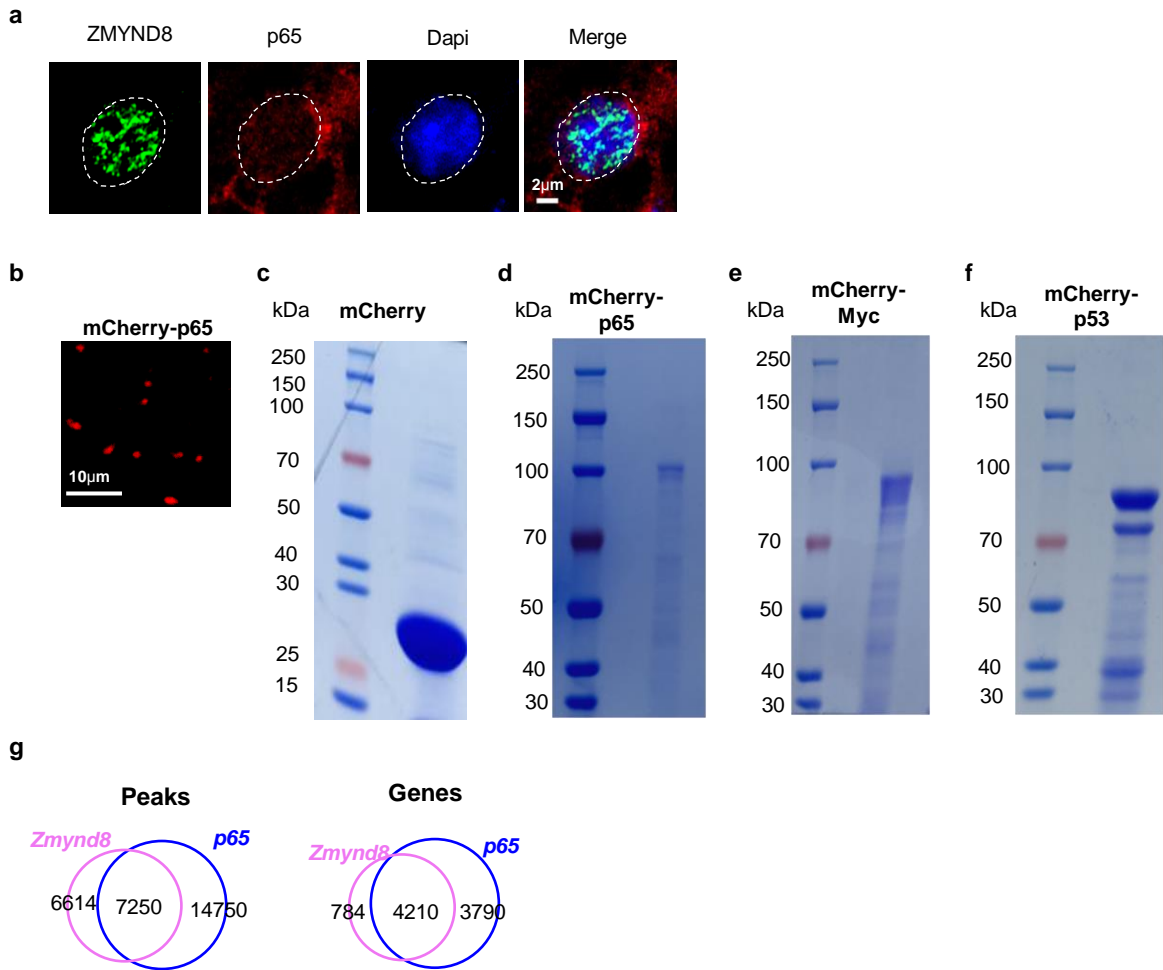 a
ZMYND8 p65 Dapi Merge
2μm
b c d e f
mCherry-p65
10μm
kDa mCherry
250
150
100
70
50
40
30
25
15
kDa mCherry-
p65
250
150
100
70
50
40
30
kDa mCherry-
Myc
250
150
100
70
50
40
30
kDa mCherry-
p53
250
150
100
70
50
40
30
g
Peaks
Zmynd8 p65
6614 7250 14750
Genes
Zmynd8 p65
784 4210 3790